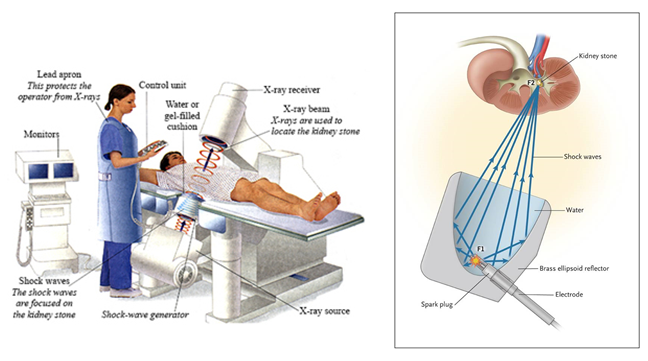 Lead apron
This protects the
operator from X-rays
Control unit
Water or
gel-filled
cushion
X-ray receiver
X-ray beam
X-rays are used to
locate the kidney stone
Monitors
Shock waves
The shock waves
are focused on
the kidney stone
Shock-wave generator
X-ray source
Kidney stone
F2
Shock waves
Water
F1
Brass ellipsoid reflector
Electrode
Spark plug